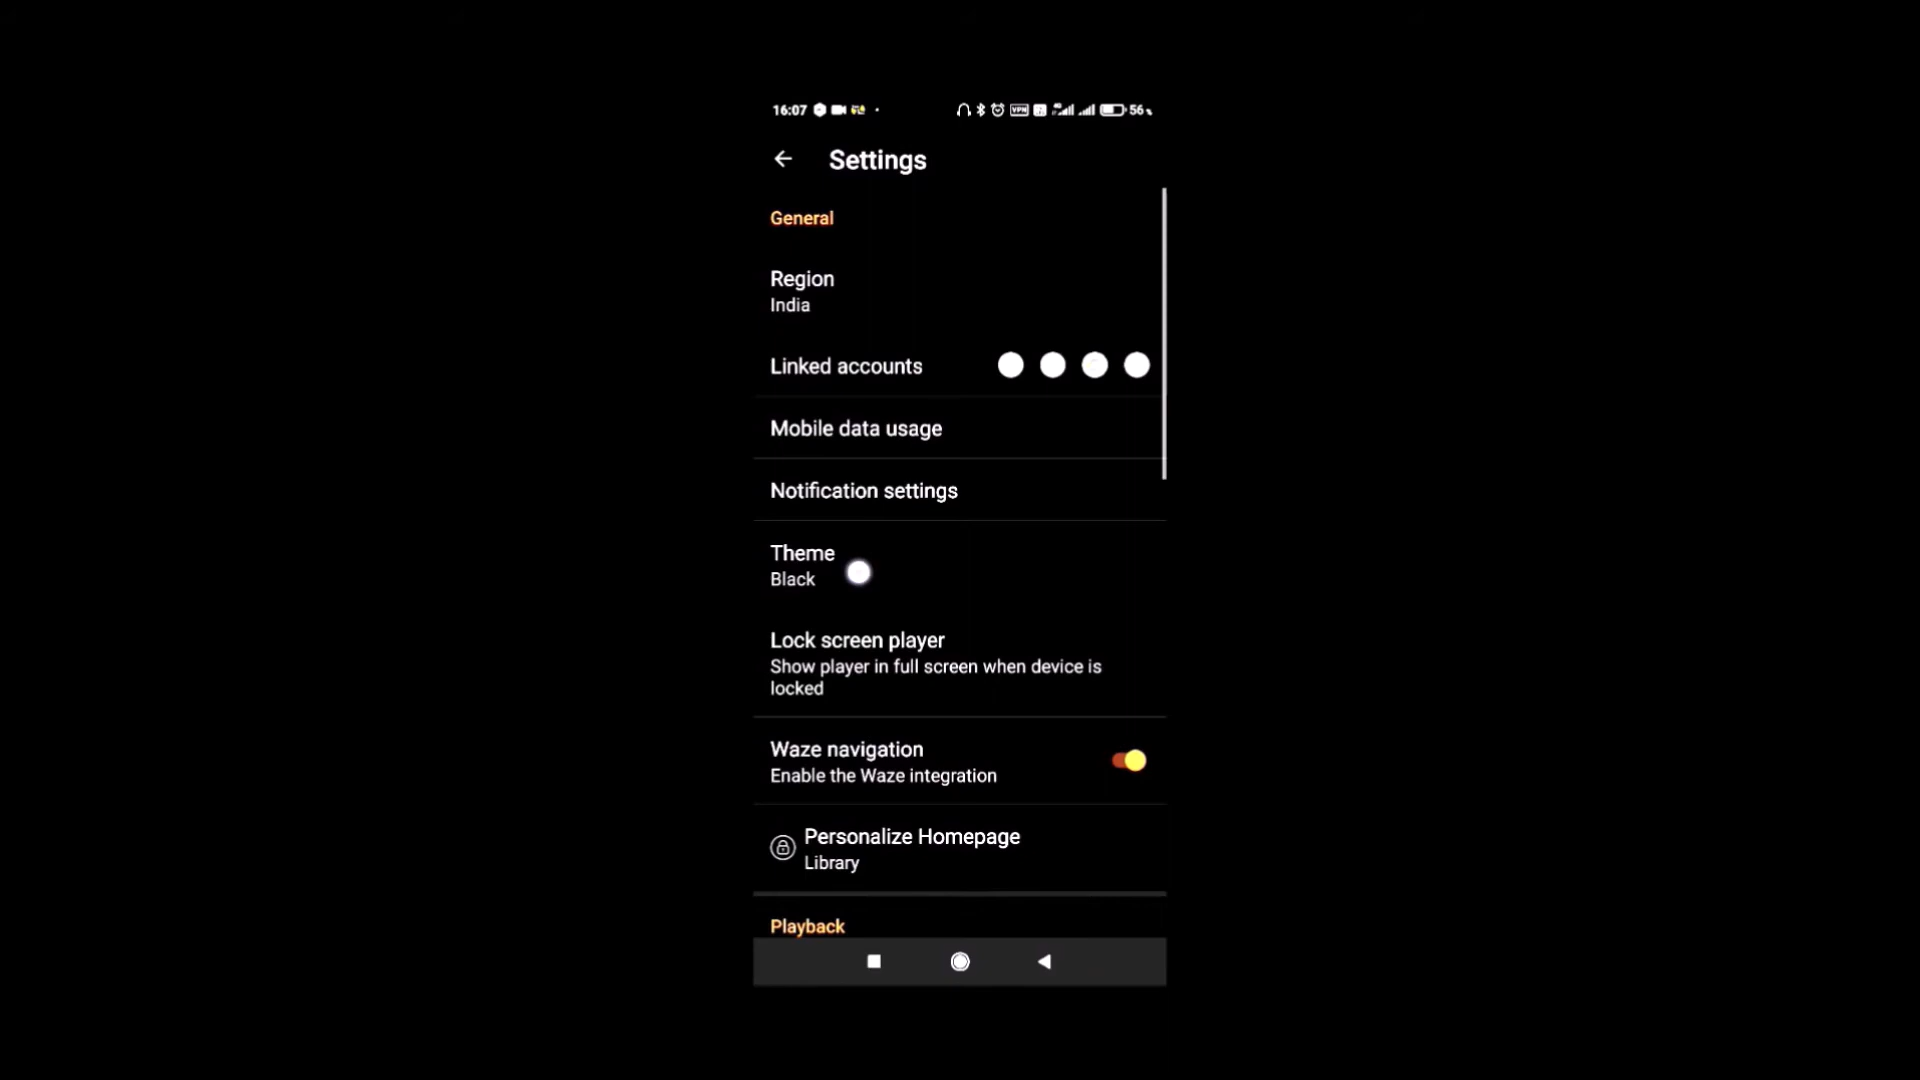 16:07 VPN 56%
Settings
General
Region
India
Linked accounts
Mobile data usage
Notification settings
Theme
Black
Lock screen player
Show player in full screen when device is
locked
Waze navigation
Enable the Waze integration
Personalize Homepage
Library
Playback